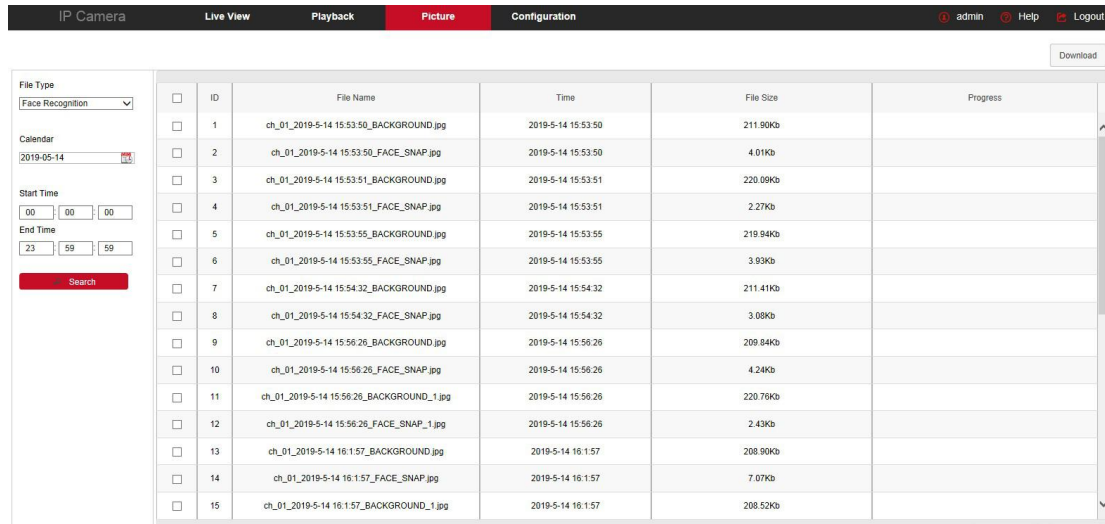 IP Camera Live View Playback Picture Configuration admin Help Logout
Download
File Type
Face Recognition
Calendar
2019-05-14
Start Time
00 : 00 : 00
End Time
23 : 59 : 59
Search
ID File Name Time File Size Progress
1 ch_01_2019-5-14 15:53:50_BACKGROUND.jpg 2019-5-14 15:53:50 211.90Kb
2 ch_01_2019-5-14 15:53:50_FACE_SNAP.jpg 2019-5-14 15:53:50 4.01Kb
3 ch_01_2019-5-14 15:53:51_BACKGROUND.jpg 2019-5-14 15:53:51 220.09Kb
4 ch_01_2019-5-14 15:53:51_FACE_SNAP.jpg 2019-5-14 15:53:51 2.27Kb
5 ch_01_2019-5-14 15:53:55_BACKGROUND.jpg 2019-5-14 15:53:55 219.94Kb
6 ch_01_2019-5-14 15:53:55_FACE_SNAP.jpg 2019-5-14 15:53:55 3.93Kb
7 ch_01_2019-5-14 15:54:32_BACKGROUND.jpg 2019-5-14 15:54:32 211.41Kb
8 ch_01_2019-5-14 15:54:32_FACE_SNAP.jpg 2019-5-14 15:54:32 3.08Kb
9 ch_01_2019-5-14 15:56:26_BACKGROUND.jpg 2019-5-14 15:56:26 209.84Kb
10 ch_01_2019-5-14 15:56:26_FACE_SNAP.jpg 2019-5-14 15:56:26 4.24Kb
11 ch_01_2019-5-14 15:56:26_BACKGROUND_1.jpg 2019-5-14 15:56:26 220.76Kb
12 ch_01_2019-5-14 15:56:26_FACE_SNAP_1.jpg 2019-5-14 15:56:26 2.43Kb
13 ch_01_2019-5-14 16:1:57_BACKGROUND.jpg 2019-5-14 16:1:57 208.90Kb
14 ch_01_2019-5-14 16:1:57_FACE_SNAP.jpg 2019-5-14 16:1:57 7.07Kb
15 ch_01_2019-5-14 16:1:57_BACKGROUND_1.jpg 2019-5-14 16:1:57 208.52Kb